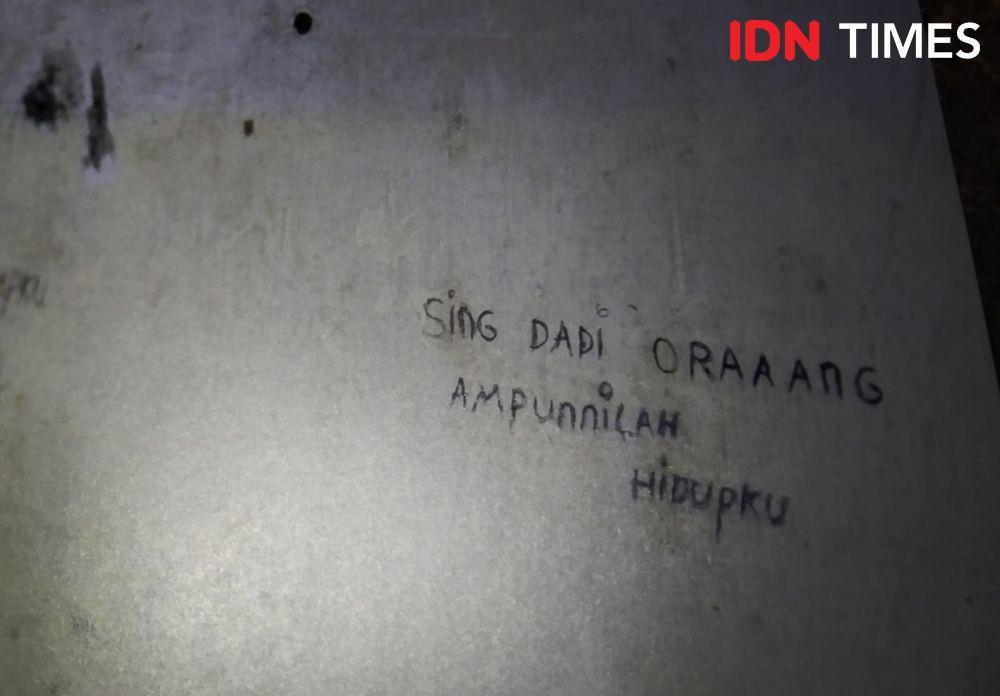 IDN TIMES
SinG DADi ORAAAnG
AMPunniLAH
HiDUpKU